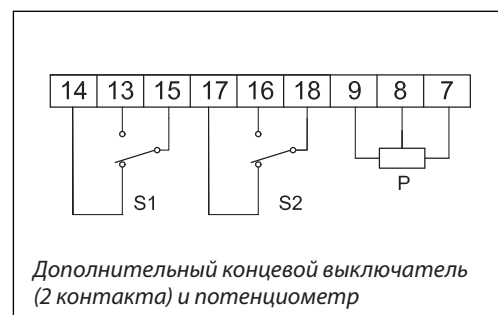 14 13 15 17 16 18 9 8 7
S1 S2 P
Дополнительный концевой выключатель
(2 контакта) и потенциометр